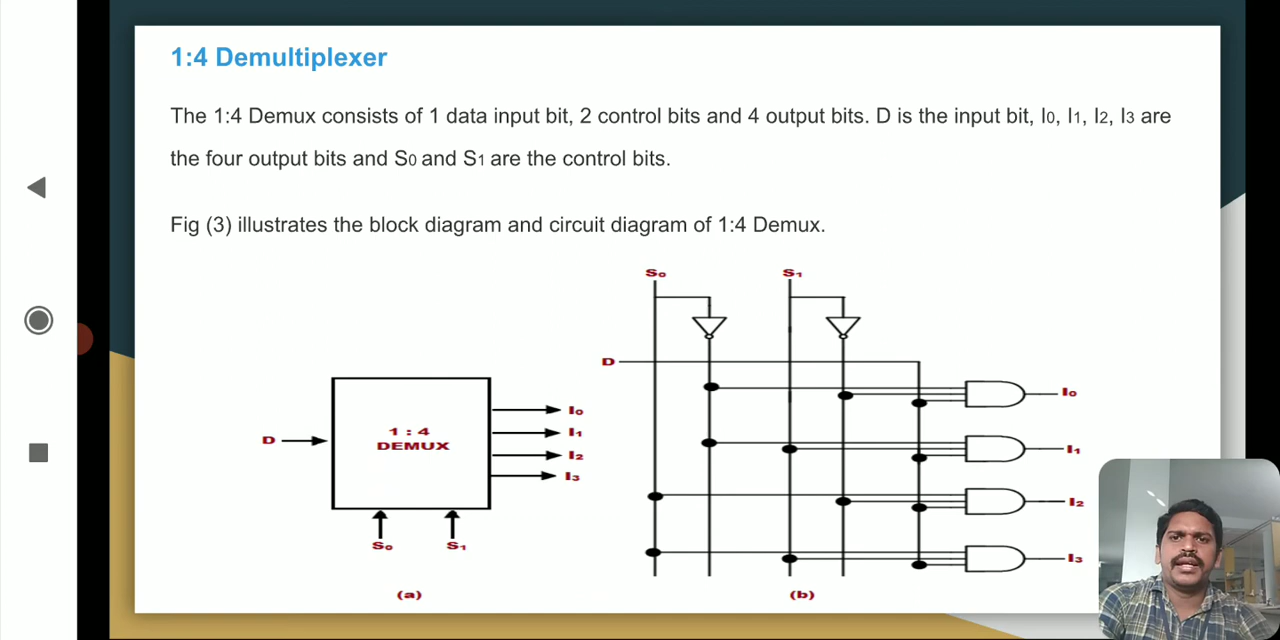 1:4 Demultiplexer
The 1:4 Demux consists of 1 data input bit, 2 control bits and 4 output bits. D is the input bit, I0, I1, I2, I3 are
the four output bits and S0 and S1 are the control bits.
Fig (3) illustrates the block diagram and circuit diagram of 1:4 Demux.
D
1 : 4
DEMUX
I0
I1
I2
I3
S0
S1
(a)
S0
S1
D
I0
I1
I2
I3
(b)